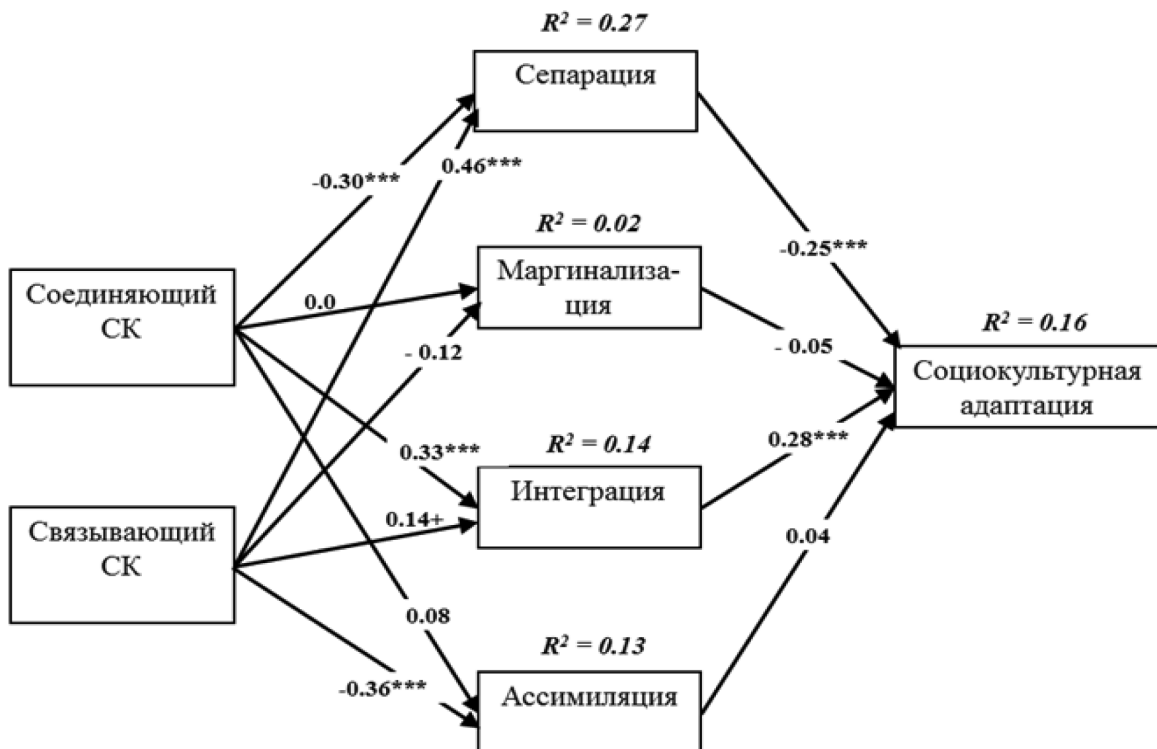 R² = 0.27
Сепарация
-0.30***
0.46***
R² = 0.02
Маргинализа-
ция
Соединяющий
СК
0.0
- 0.12
-0.25***
- 0.05
R² = 0.16
Социокультурная
адаптация
0.33***
R² = 0.14
Интеграция
0.28***
Связывающий
СК
0.14+
0.08
0.04
-0.36***
R² = 0.13
Ассимиляция